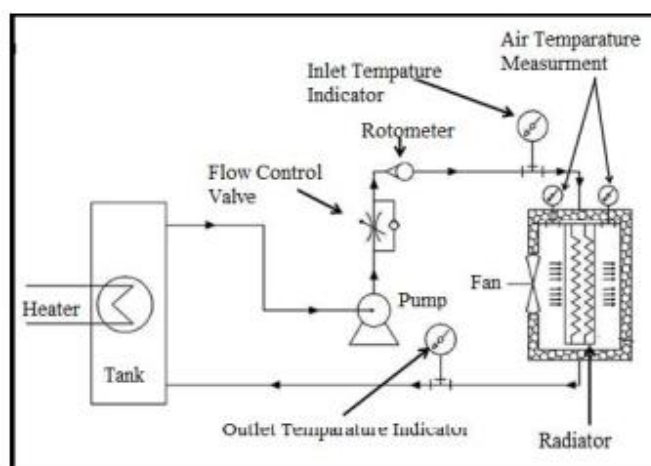 Air Temparature
Measurment
Inlet Tempature
Indicator
Rotometer
Flow Control
Valve
Heater
Pump
Fan
Tank
Outlet Temparature Indicator
Radiator